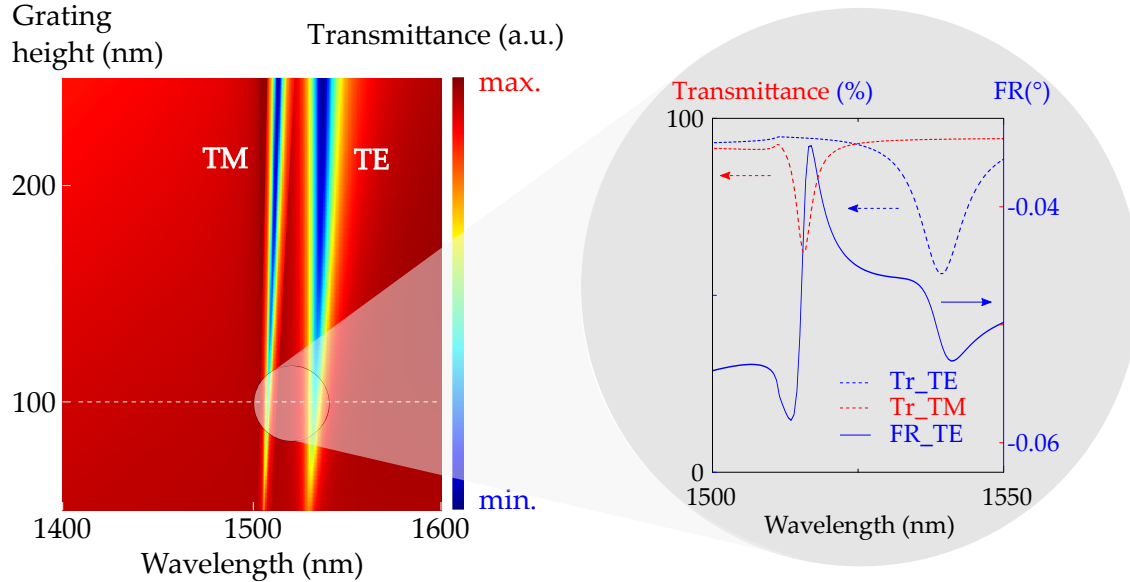 Grating
height (nm)
Transmittance (a.u.)
max.
TM
TE
200
100
min.
1400
1500
1600
Wavelength (nm)
Transmittance (%)
FR(°)
100
-0.04
Tr_TE
Tr_TM
FR_TE
-0.06
0
1500
1550
Wavelength (nm)